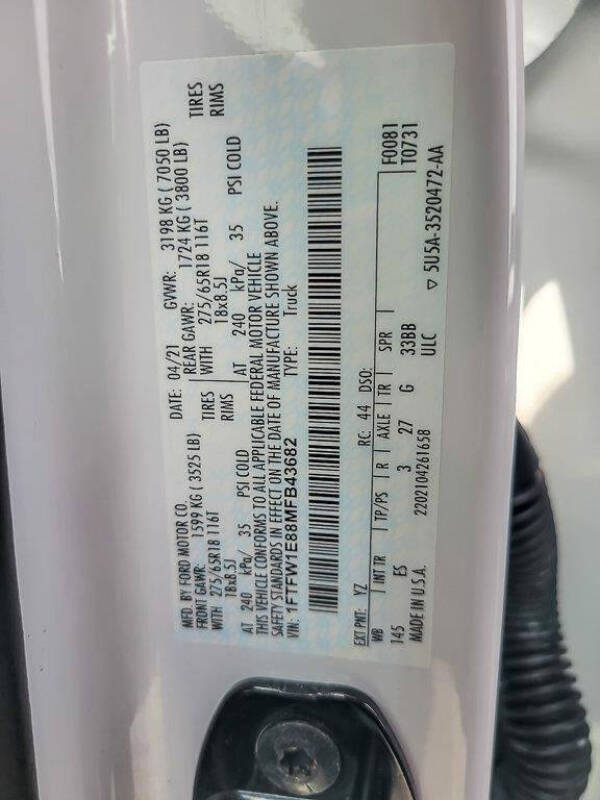 MFD. BY FORD MOTOR CO. DATE: 04/21 GVWR: 3198 KG ( 7050 LB)
FRONT GAWR: 1599 KG ( 3525 LB) REAR GAWR: 1724 KG ( 3800 LB)
WITH 275/65R18 116T TIRES WITH 275/65R18 116T TIRES
18x8.5J RIMS 18x8.5J RIMS
AT 240 kPa/ 35 PSI COLD AT 240 kPa/ 35 PSI COLD
THIS VEHICLE CONFORMS TO ALL APPLICABLE FEDERAL MOTOR VEHICLE
SAFETY STANDARDS IN EFFECT ON THE DATE OF MANUFACTURE SHOWN ABOVE.
VIN: 1FTFW1E88MFB43682 TYPE: Truck
EXT PNT: YZ RC: 44 DSO: F0081
WB INT TR TP/PS R AXLE TR SPR T0731
145 ES 3 27 G 33BB
MADE IN U.S.A. 2202104261658 ULC ▽ 5U5A-3520472-AA